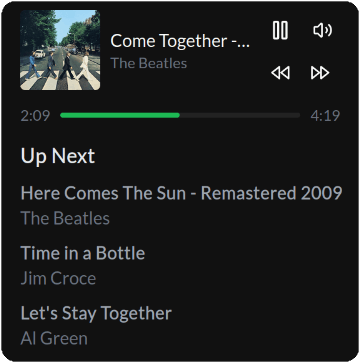 Come Together -...
The Beatles
2:09 4:19
Up Next
Here Comes The Sun - Remastered 2009
The Beatles
Time in a Bottle
Jim Croce
Let's Stay Together
Al Green